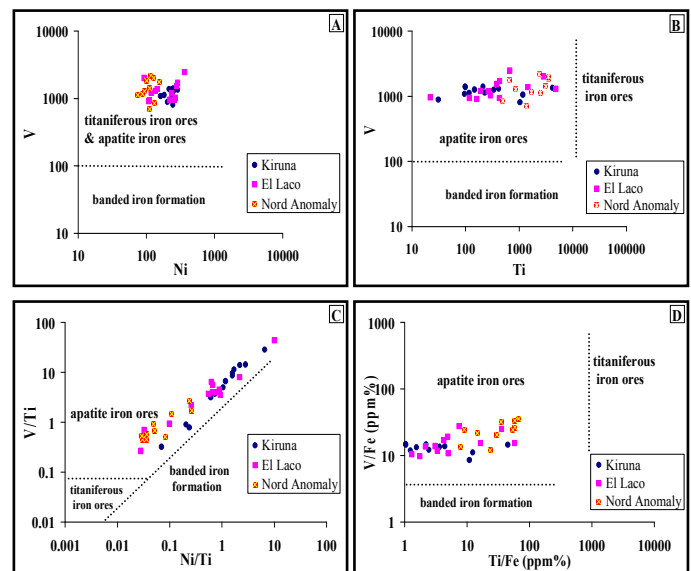 A
10000
1000
100
10
V
titaniferous iron ores
& apatite iron ores
banded iron formation
Kiruna
El Laco
Nord Anomaly
1
100
10000
Ni
B
10000
1000
100
10
V
titaniferous
iron ores
apatite iron ores
banded iron formation
Kiruna
El Laco
Nord Anomaly
10
100
1000
10000
100000
Ti
C
100
10
1
0.1
0.01
V/Ti
apatite iron ores
titaniferous
iron ores
banded iron
formation
Kiruna
El Laco
Nord Anomaly
0.001
0.01
0.1
1
10
100
Ni/Ti
D
1000
100
10
1
V/Fe (ppm%)
titaniferous
iron ores
apatite iron ores
banded iron formation
Kiruna
El Laco
Nord Anomaly
1
10
100
1000
10000
Ti/Fe (ppm%)